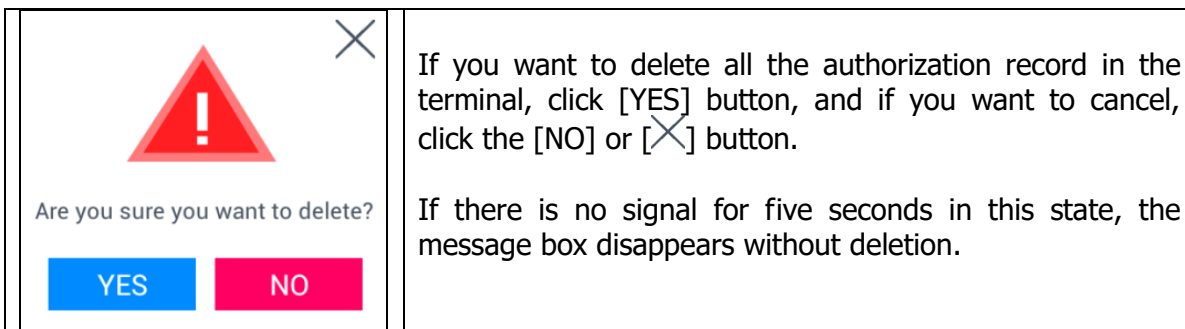 !
Are you sure you want to delete?
YES NO
If you want to delete all the authorization record in the
terminal, click [YES] button, and if you want to cancel,
click the [NO] or [╳] button.
If there is no signal for five seconds in this state, the
message box disappears without deletion.